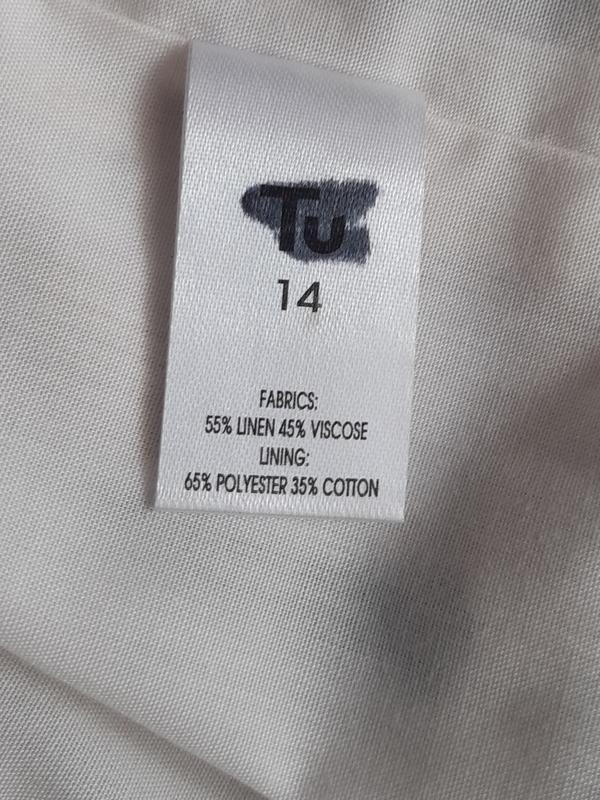 Tu
14
FABRICS:
55% LINEN 45% VISCOSE
LINING:
65% POLYESTER 35% COTTON